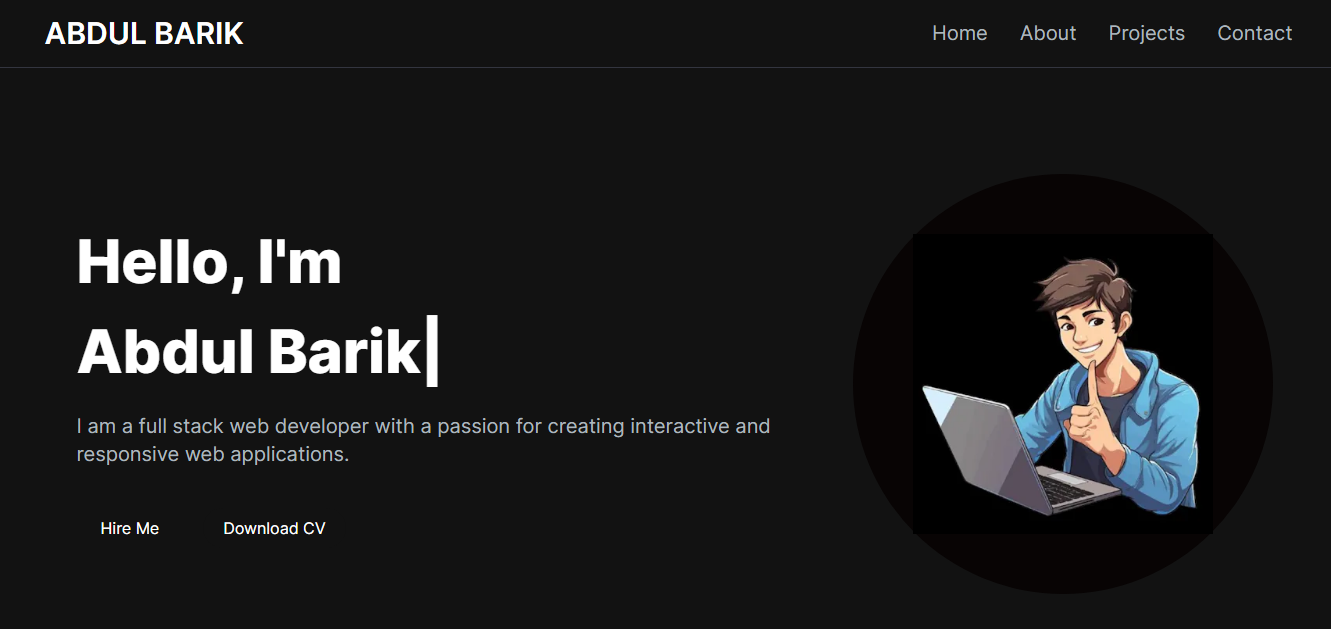 ABDUL BARIK
Home About Projects Contact
Hello, I'm
Abdul Barik
I am a full stack web developer with a passion for creating interactive and
responsive web applications.
Hire Me Download CV